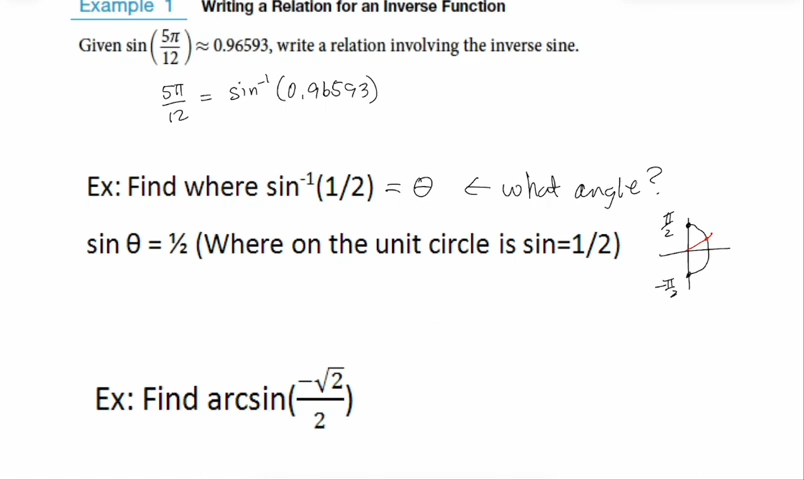 Example 1 Writing a Relation for an Inverse Function
Given sin(5π/12) ≈ 0.96593, write a relation involving the inverse sine.
5π/12 = sin⁻¹(0.96593)
Ex: Find where sin⁻¹(1/2) = θ ← what angle?
π/2
sin θ = ½ (Where on the unit circle is sin=1/2)
-π/2
Ex: Find arcsin(−√2/2)